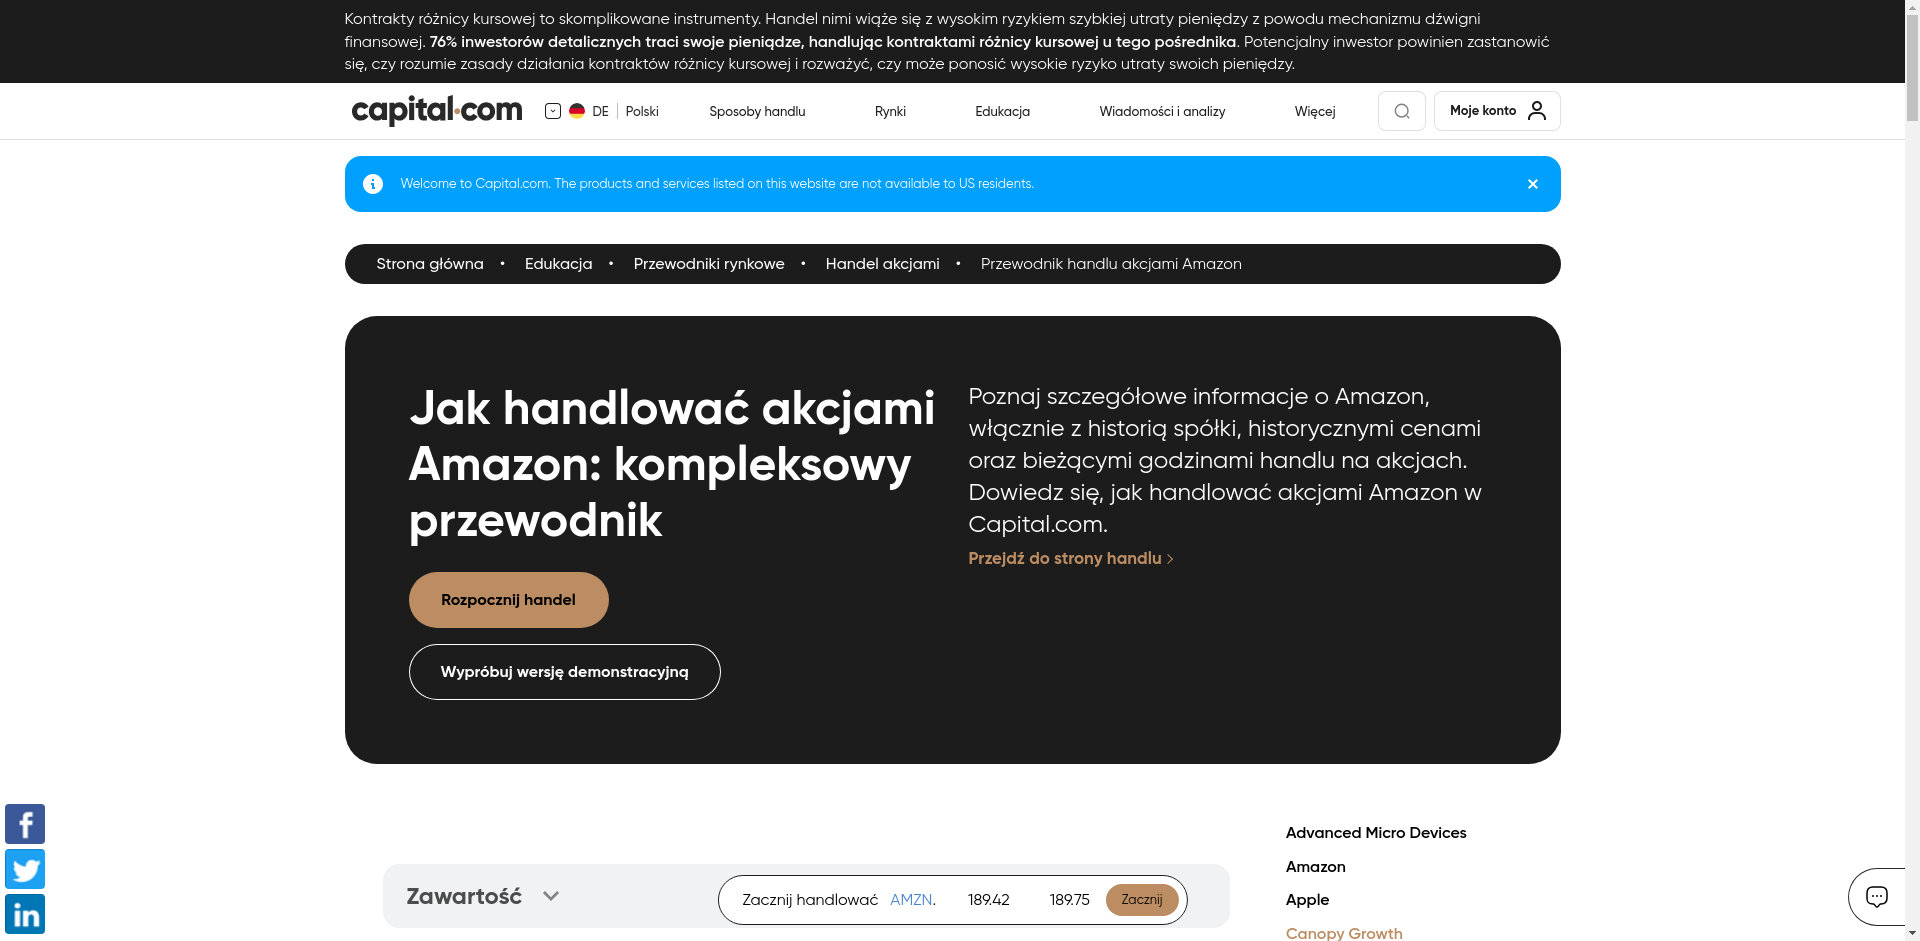 Kontrakty różnicy kursowej to skomplikowane instrumenty. Handel nimi wiąże się z wysokim ryzykiem szybkiej utraty pieniędzy z powodu mechanizmu dźwigni
finansowej. 76% inwestorów detalicznych traci swoje pieniądze, handlując kontraktami różnicy kursowej u tego pośrednika. Potencjalny inwestor powinien zastanowić
się, czy rozumie zasady działania kontraktów różnicy kursowej i rozważyć, czy może ponosić wysokie ryzyko utraty swoich pieniędzy.
capital.com DE Polski Sposoby handlu Rynki Edukacja Wiadomości i analizy Więcej Moje konto
Welcome to Capital.com. The products and services listed on this website are not available to US residents.
Strona główna • Edukacja • Przewodniki rynkowe • Handel akcjami • Przewodnik handlu akcjami Amazon
Jak handlować akcjami
Amazon: kompleksowy
przewodnik
Rozpocznij handel
Wypróbuj wersję demonstracyjną
Poznaj szczegółowe informacje o Amazon,
włącznie z historią spółki, historycznymi cenami
oraz bieżącymi godzinami handlu na akcjach.
Dowiedz się, jak handlować akcjami Amazon w
Capital.com.
Przejdź do strony handlu
Zawartość
Zacznij handlować AMZN. 189.42 189.75 Zacznij
Advanced Micro Devices
Amazon
Apple
Canopy Growth